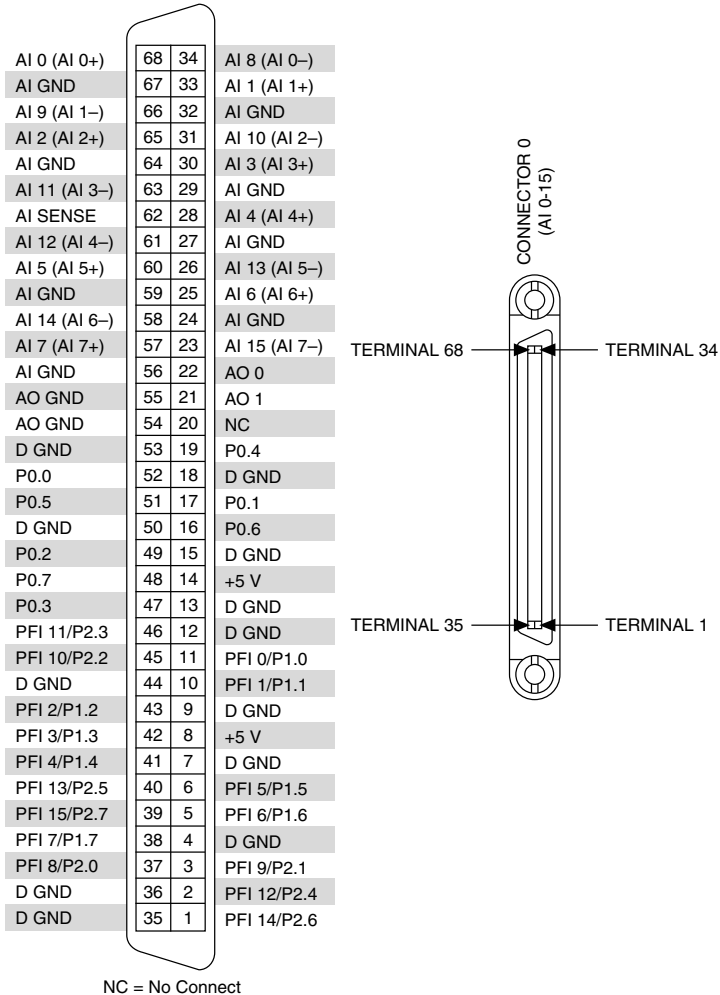 AI 0 (AI 0+) 68 34 AI 8 (AI 0–)
AI GND 67 33 AI 1 (AI 1+)
AI 9 (AI 1–) 66 32 AI GND
AI 2 (AI 2+) 65 31 AI 10 (AI 2–)
AI GND 64 30 AI 3 (AI 3+)
AI 11 (AI 3–) 63 29 AI GND
AI SENSE 62 28 AI 4 (AI 4+)
AI 12 (AI 4–) 61 27 AI GND
AI 5 (AI 5+) 60 26 AI 13 (AI 5–)
AI GND 59 25 AI 6 (AI 6+)
AI 14 (AI 6–) 58 24 AI GND
AI 7 (AI 7+) 57 23 AI 15 (AI 7–)
AI GND 56 22 AO 0
AO GND 55 21 AO 1
AO GND 54 20 NC
D GND 53 19 P0.4
P0.0 52 18 D GND
P0.5 51 17 P0.1
D GND 50 16 P0.6
P0.2 49 15 D GND
P0.7 48 14 +5 V
P0.3 47 13 D GND
PFI 11/P2.3 46 12 D GND
PFI 10/P2.2 45 11 PFI 0/P1.0
D GND 44 10 PFI 1/P1.1
PFI 2/P1.2 43 9 D GND
PFI 3/P1.3 42 8 +5 V
PFI 4/P1.4 41 7 D GND
PFI 13/P2.5 40 6 PFI 5/P1.5
PFI 15/P2.7 39 5 PFI 6/P1.6
PFI 7/P1.7 38 4 D GND
PFI 8/P2.0 37 3 PFI 9/P2.1
D GND 36 2 PFI 12/P2.4
D GND 35 1 PFI 14/P2.6
NC = No Connect
CONNECTOR 0
(AI 0-15)
TERMINAL 68 TERMINAL 34
TERMINAL 35 TERMINAL 1